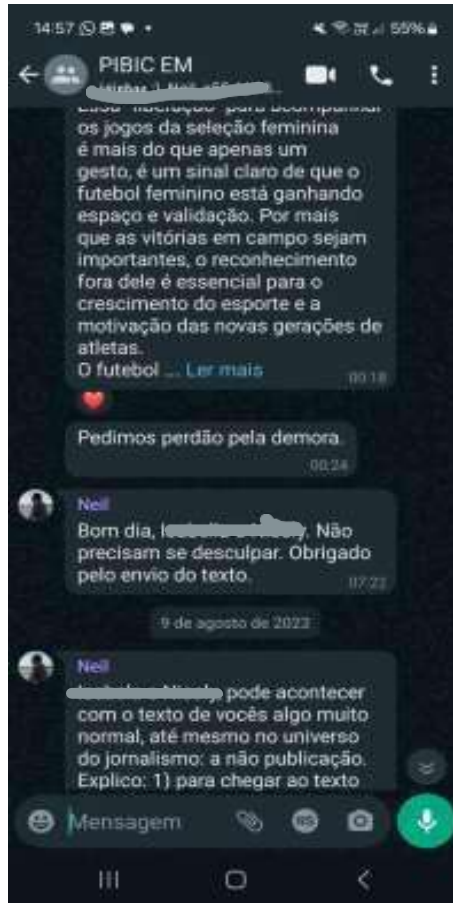 14:57
55%
PIBIC EM
os jogos da seleção feminina
é mais do que apenas um
gesto, é um sinal claro de que o
futebol feminino está ganhando
espaço e validação. Por mais
que as vitórias em campo sejam
importantes, o reconhecimento
fora dele é essencial para o
crescimento do esporte e a
motivação das novas gerações de
atletas.
O futebol ... Ler mais
00:18
Pedimos perdão pela demora.
00:24
Neil
Bom dia, . Não
precisam se desculpar. Obrigado
pelo envio do texto.
07:22
9 de agosto de 2023
Neil
pode acontecer
com o texto de vocês algo muito
normal, até mesmo no universo
do jornalismo: a não publicação.
Explico: 1) para chegar ao texto
Mensagem